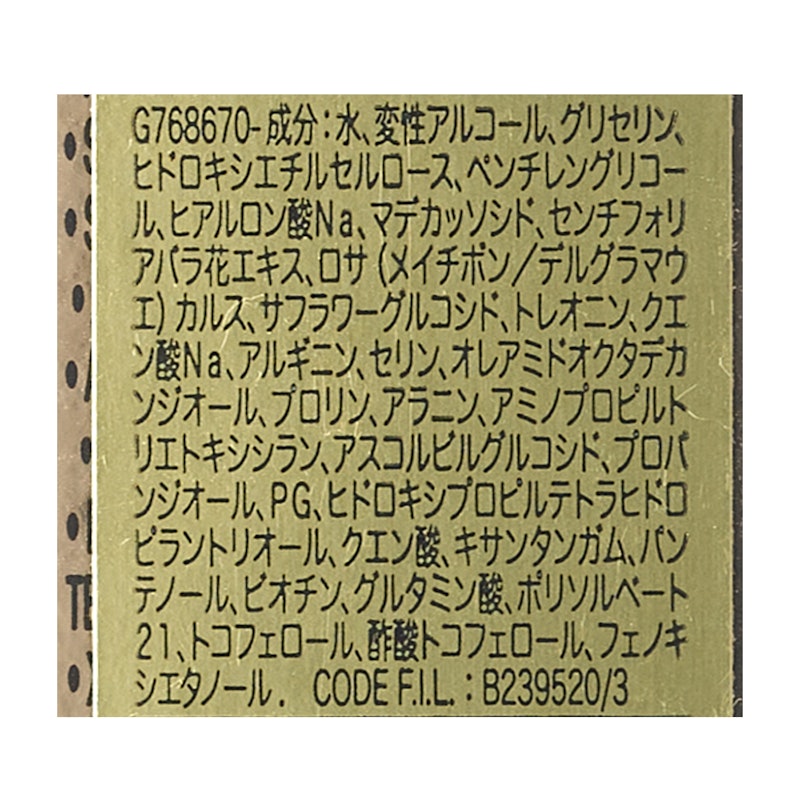 G768670- 成分：水、変性アルコール、グリセリン、
ヒドロキシエチルセルロース、ペンチレングリコー
ル、ヒアルロン酸Na、マデカッソシド、センチフォリ
アバラ花エキス、ロサ（メイチボン／デルグラマウ
エ）カルス、サフラワーグルコシド、トレオニン、クエ
ン酸Na、アルギニン、セリン、オレアミドオクタデカ
ンジオール、プロリン、アラニン、アミノプロピルト
リエトキシシラン、アスコルビルグルコシド、プロパ
ンジオール、PG、ヒドロキシプロピルテトラヒドロ
ピラントリオール、クエン酸、キサンタンガム、パン
テノール、ビオチン、グルタミン酸、ポリソルベート
21、トコフェロール、酢酸トコフェロール、フェノキ
シエタノール． CODE F.I.L.：B239520/3